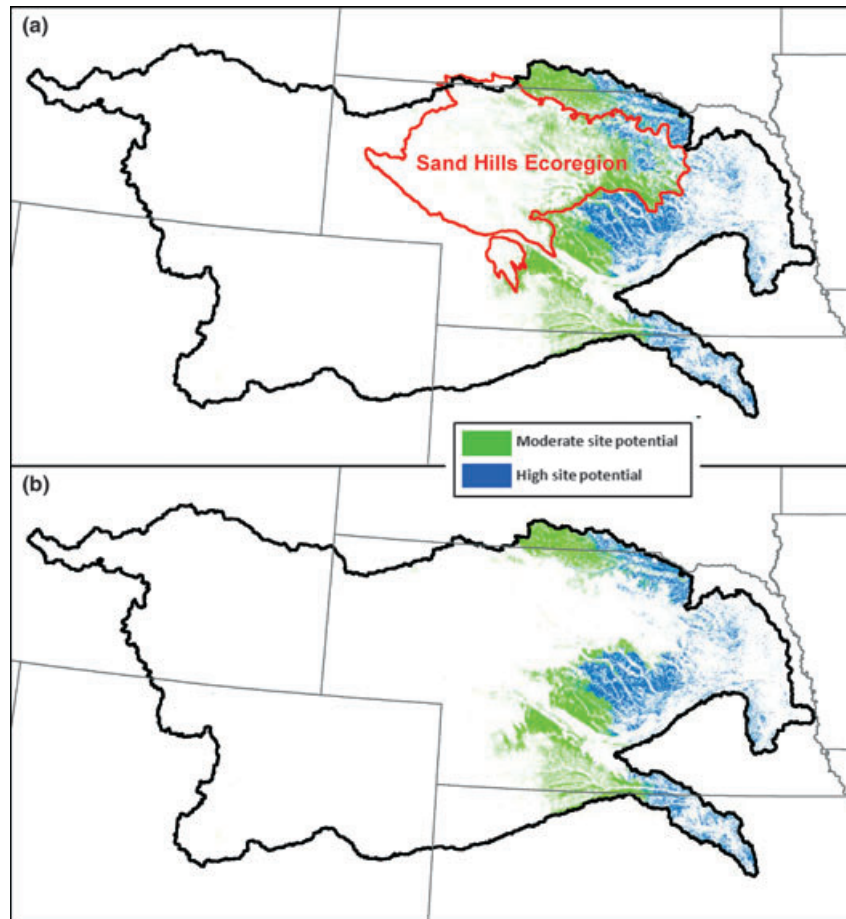 (a)
Sand Hills Ecoregion
Moderate site potential
High site potential
(b)